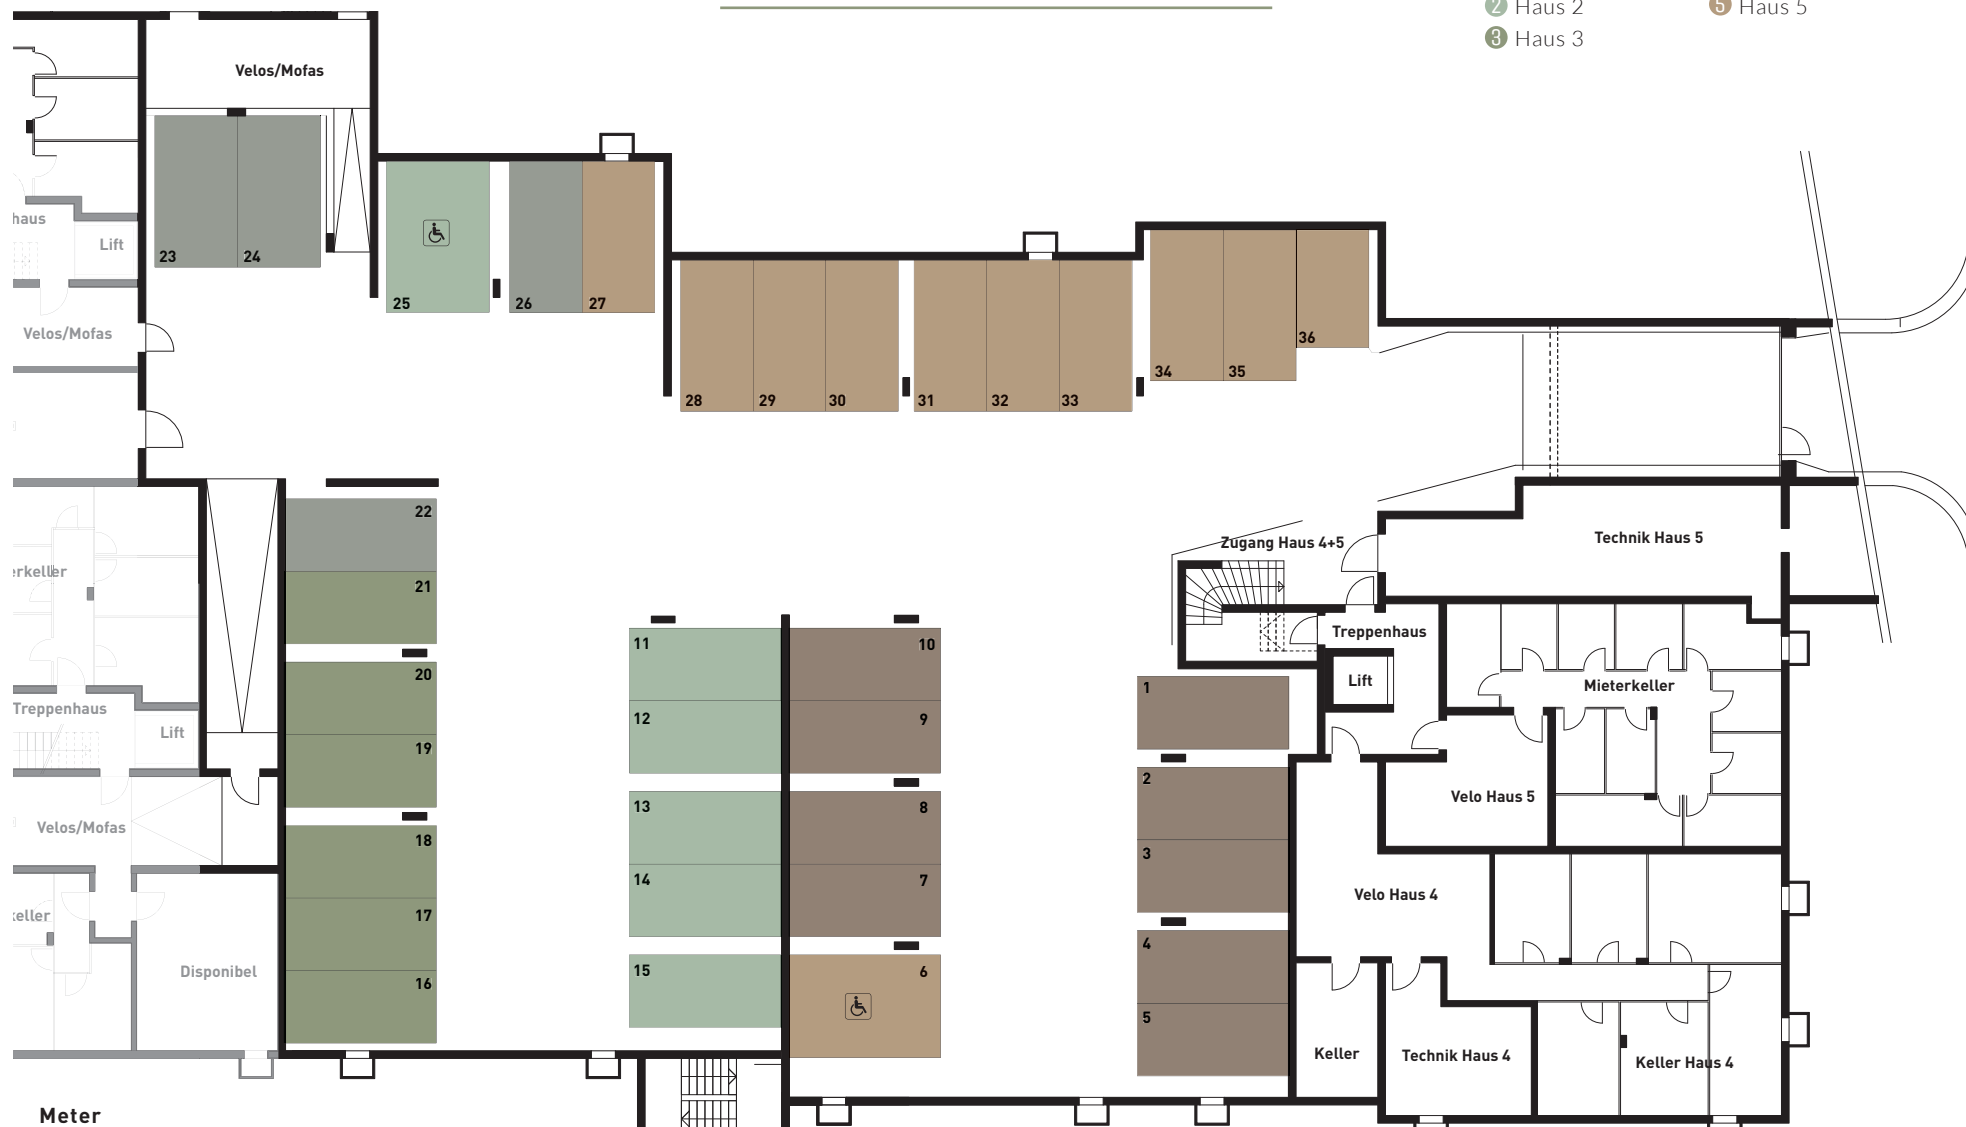 2 Haus 2
5 Haus 5
3 Haus 3
Velos/Mofas
haus
Lift
23
24
25
26
27
Velos/Mofas
28
29
30
31
32
33
34
35
36
22
21
20
19
18
17
16
erkeller
Treppenhaus
Lift
Velos/Mofas
keller
Disponibel
11
12
13
14
15
10
9
8
7
6
1
2
3
4
5
Zugang Haus 4+5
Technik Haus 5
Treppenhaus
Lift
Mieterkeller
Velo Haus 5
Velo Haus 4
Keller
Technik Haus 4
Keller Haus 4
Meter